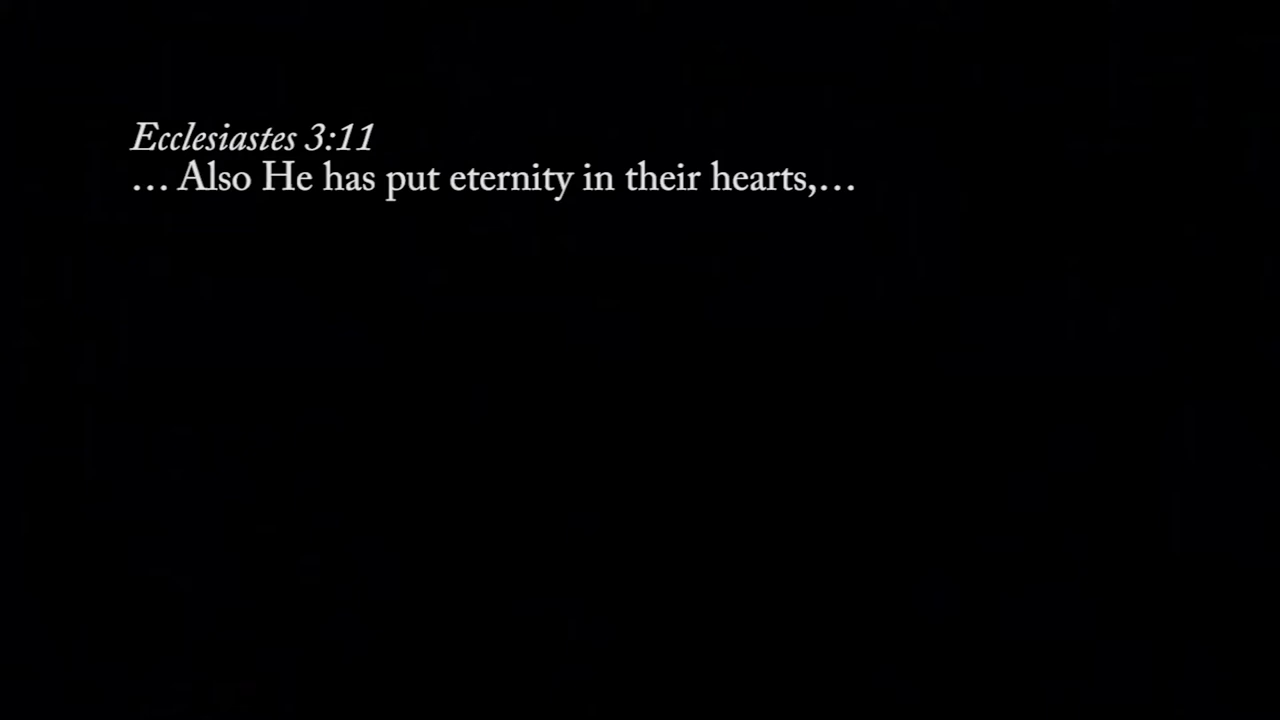 Ecclesiastes 3:11
… Also He has put eternity in their hearts,…